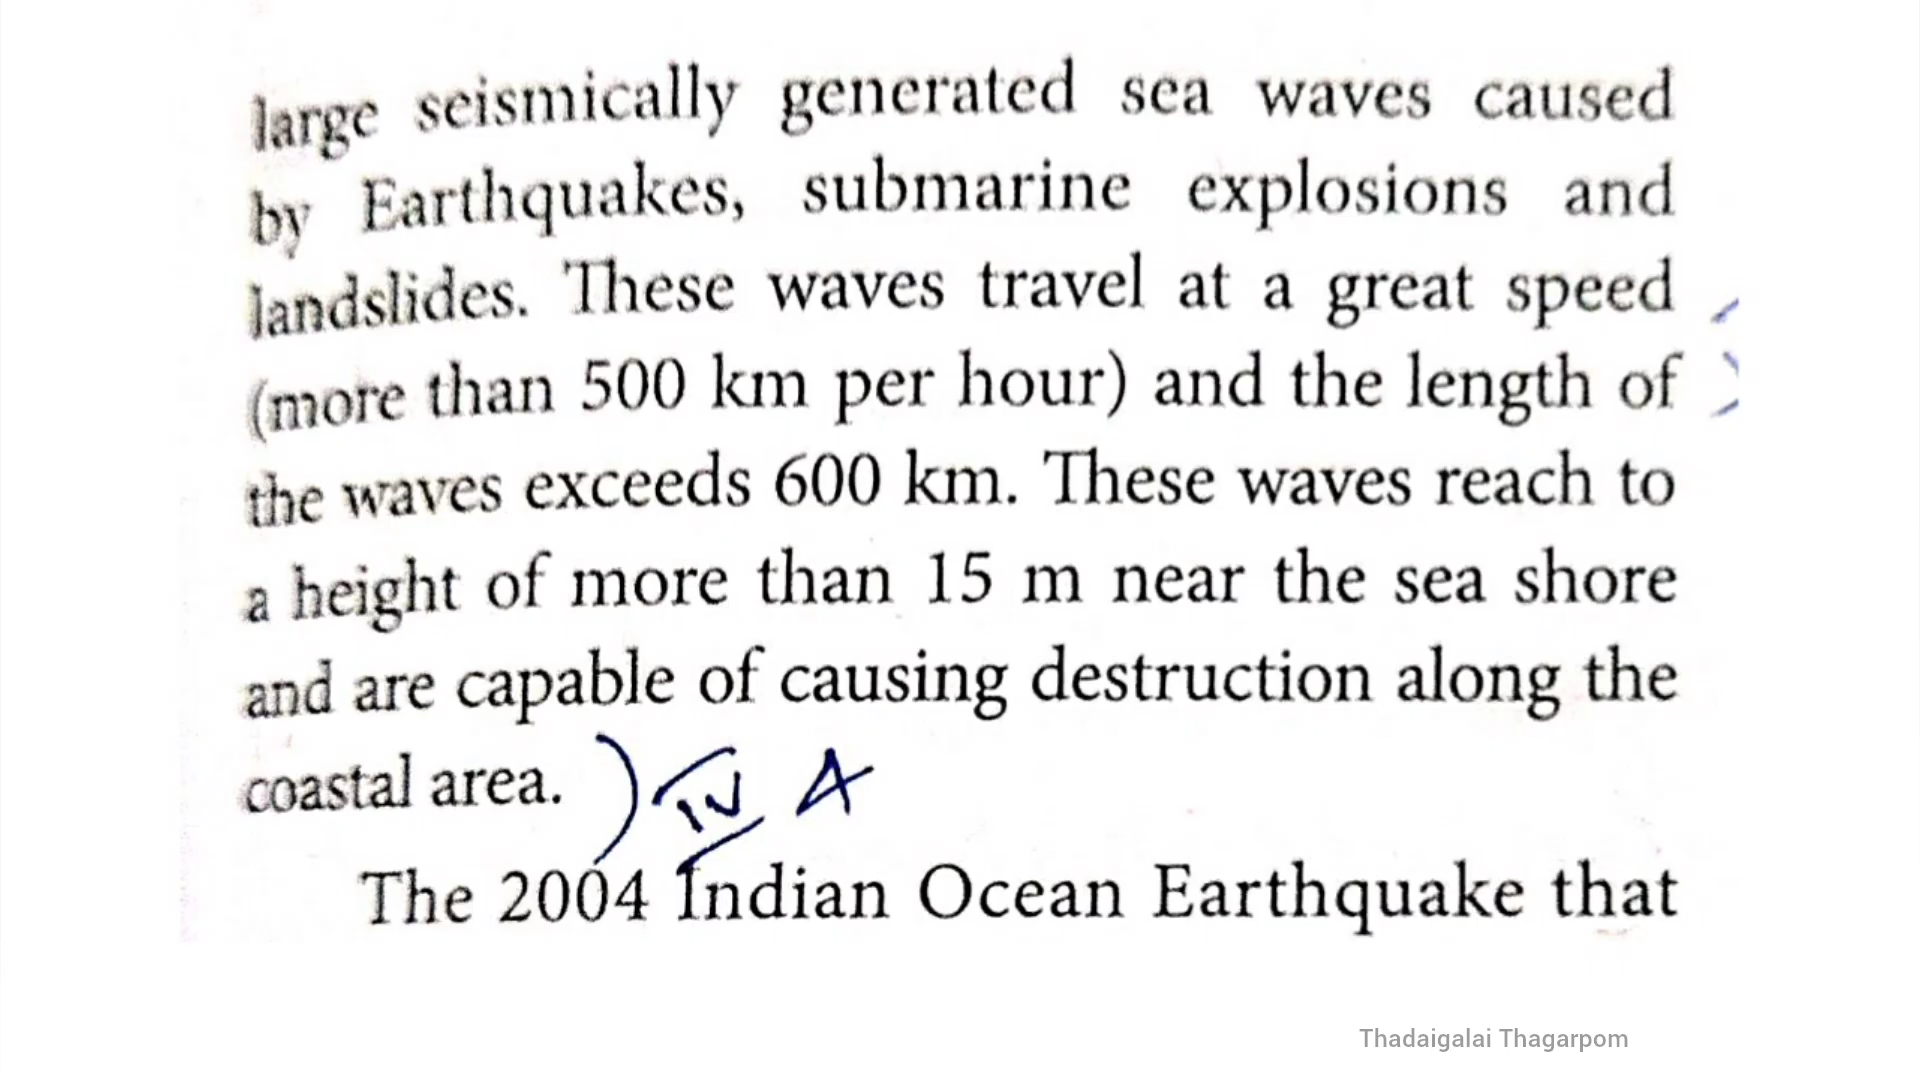 large seismically generated sea waves caused
by Earthquakes, submarine explosions and
landslides. These waves travel at a great speed
(more than 500 km per hour) and the length of
the waves exceeds 600 km. These waves reach to
a height of more than 15 m near the sea shore
and are capable of causing destruction along the
coastal area. ) IV A
The 2004 Indian Ocean Earthquake that
Thadaigalai Thagarpom